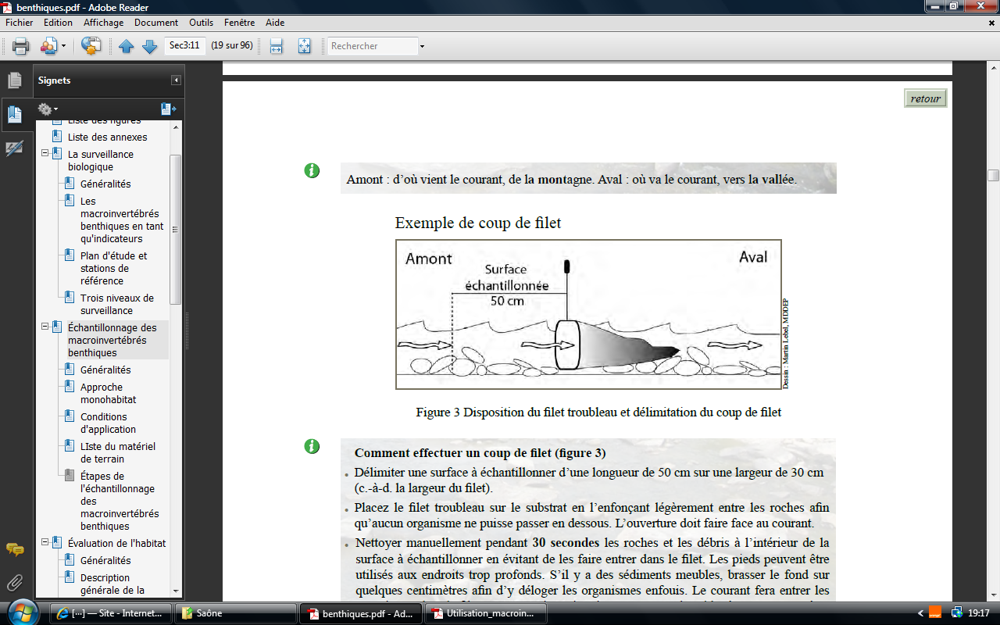 benthiques.pdf - Adobe Reader
Fichier Edition Affichage Document Outils Fenêtre Aide
Sec3:11 (19 sur 96) Rechercher
Signets
Liste des figures
Liste des annexes
La surveillance
biologique
Généralités
Les
macroinvertébrés
benthiques en tant
qu'indicateurs
Plan d'étude et
stations de
référence
Trois niveaux de
surveillance
Échantillonnage des
macroinvertébrés
benthiques
Généralités
Approche
monohabitat
Conditions
d'application
LIste du matériel
de terrain
Étapes de
l'échantillonnage
des
macroinvertébrés
benthiques
Évaluation de l'habitat
Généralités
Description
générale de la
retour
Amont : d’où vient le courant, de la montagne. Aval : où va le courant, vers la vallée.
Exemple de coup de filet
Amont Aval
Surface
échantillonnée
50 cm
Dessin : Martin Lebel, MDDEP
Figure 3 Disposition du filet troubleau et délimitation du coup de filet
Comment effectuer un coup de filet (figure 3)
• Délimiter une surface à échantillonner d’une longueur de 50 cm sur une largeur de 30 cm
(c.-à-d. la largeur du filet).
• Placez le filet troubleau sur le substrat en l’enfonçant légèrement entre les roches afin
qu’aucun organisme ne puisse passer en dessous. L’ouverture doit faire face au courant.
• Nettoyer manuellement pendant 30 secondes les roches et les débris à l’intérieur de la
surface à échantillonner en évitant de les faire entrer dans le filet. Les pieds peuvent être
utilisés aux endroits trop profonds. S’il y a des sédiments meubles, brasser le fond sur
quelques centimètres afin d’y déloger les organismes enfouis. Le courant fera entrer les
[...] — Site - Internet... Saône benthiques.pdf - Ad... Utilisation_macroin... 19:17